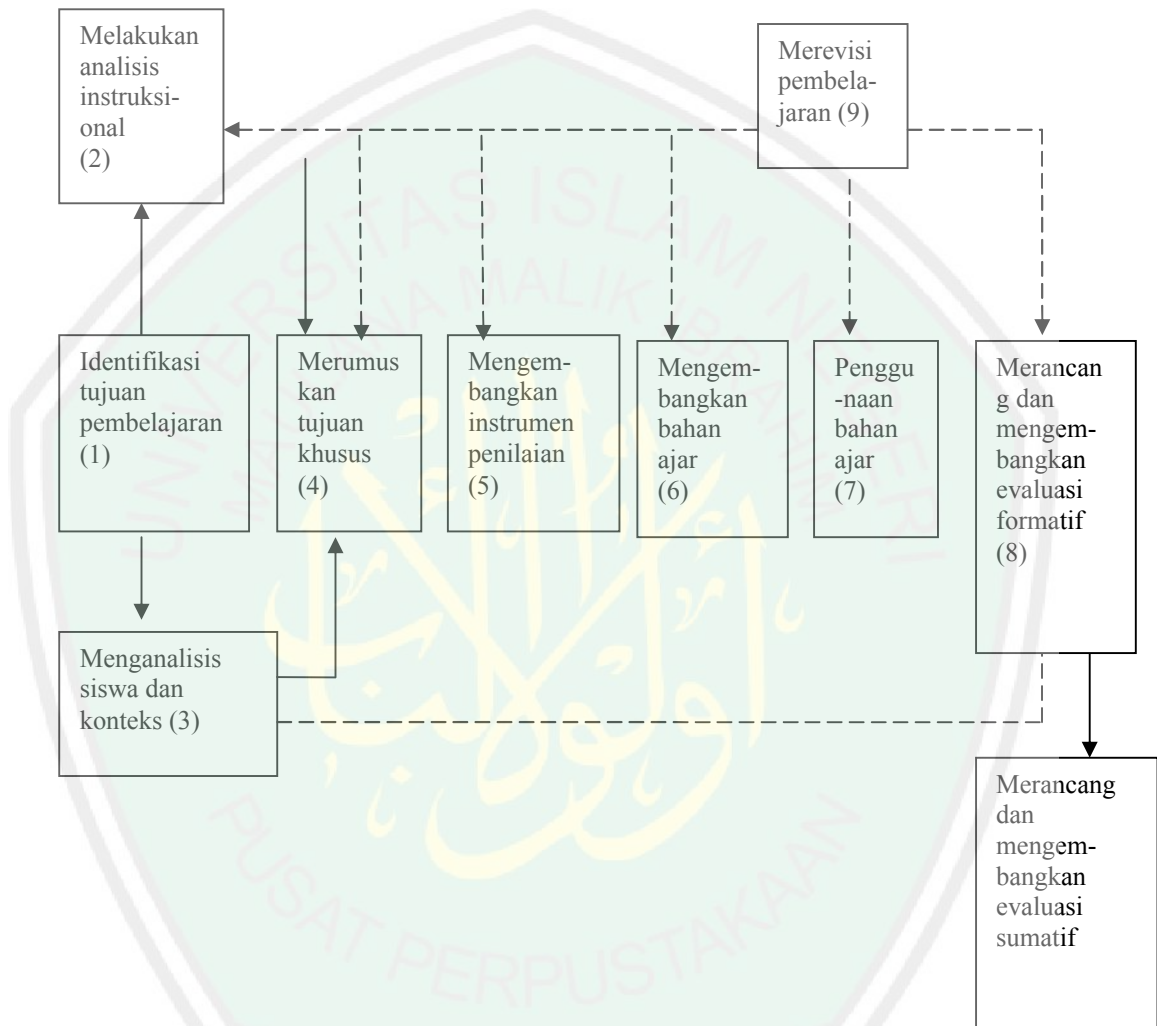 Melakukan
analisis
instruksi-
onal
(2)
Merevisi
pembela-
jaran (9)
Identifikasi
tujuan
pembelajaran
(1)
Merumus
kan
tujuan
khusus
(4)
Mengem-
bangkan
instrumen
penilaian
(5)
Mengem-
bangkan
bahan
ajar
(6)
Penggu
-naan
bahan
ajar
(7)
Merancan
g dan
mengem-
bangkan
evaluasi
formatif
(8)
Menganalisis
siswa dan
konteks (3)
Merancang
dan
mengem-
bangkan
evaluasi
sumatif
UNIVERSITAS ISLAM NEGERI
MAULANA MALIK IBRAHIM
PUSAT PERPUSTAKAAN